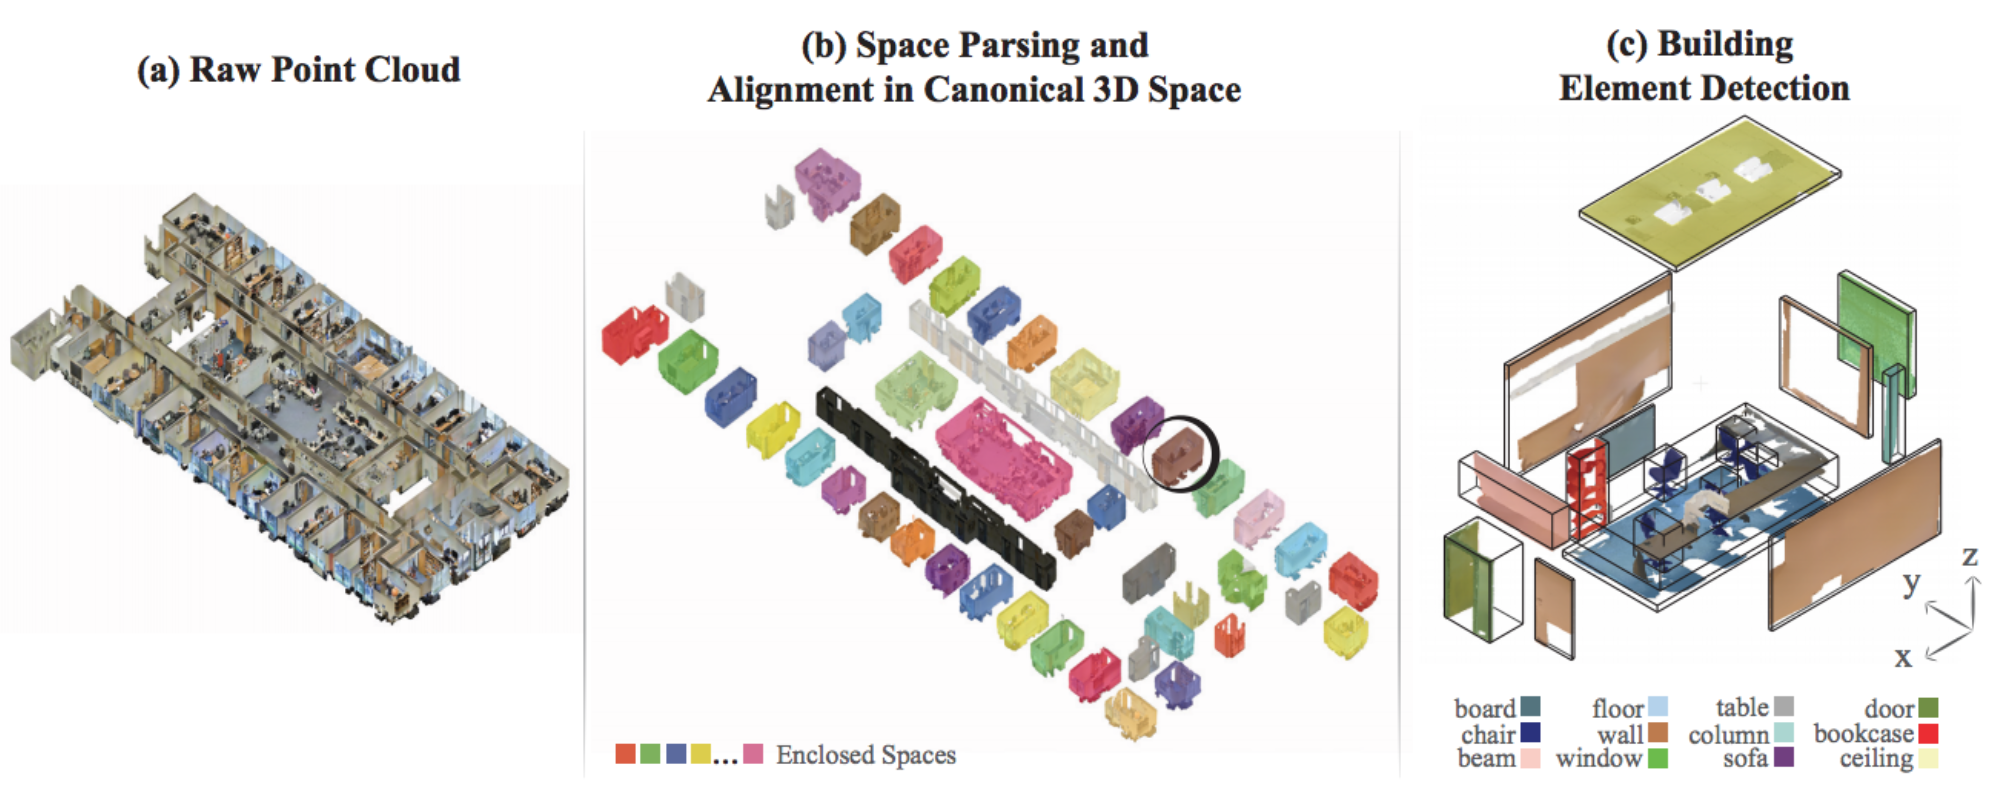 (a) Raw Point Cloud
(b) Space Parsing and
Alignment in Canonical 3D Space
(c) Building
Element Detection
... Enclosed Spaces
z
y
x
board floor table door
chair wall column bookcase
beam window sofa ceiling